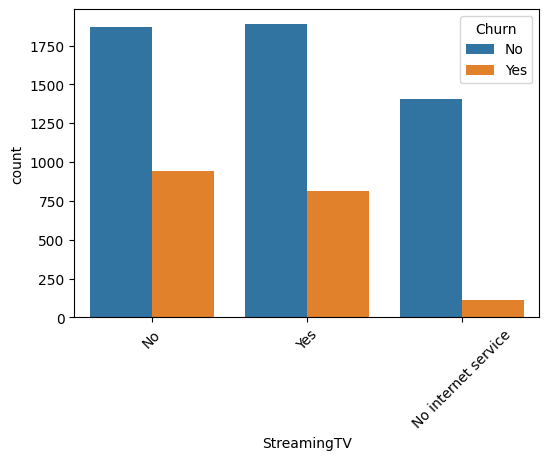 Churn
No
Yes
1750
1500
1250
1000
750
500
250
0
count
No
Yes
No internet service
StreamingTV